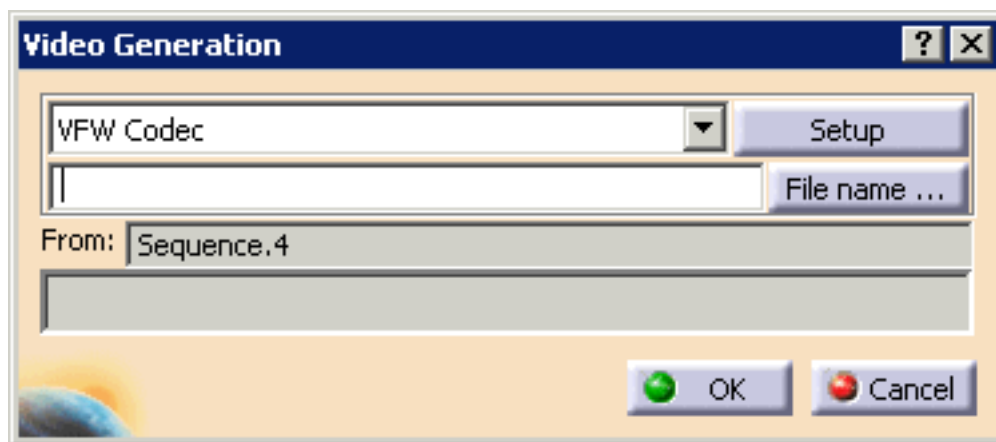 Video Generation
VFW Codec Setup
File name ...
From: Sequence.4
OK Cancel